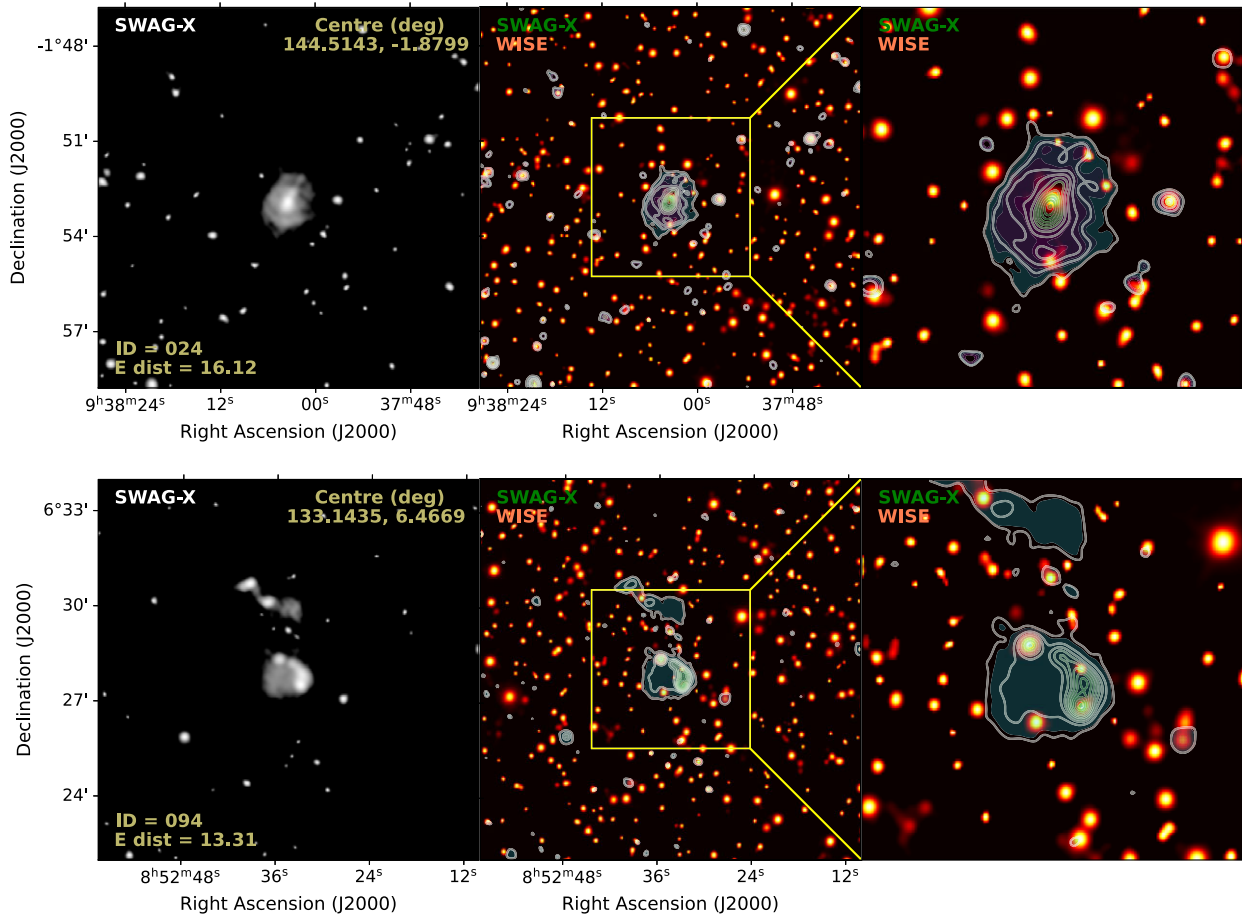 SWAG-X
Centre (deg)
144.5143, -1.8799
SWAG-X
WISE
SWAG-X
WISE
-1°48'
51'
54'
57'
Declination (J2000)
ID = 024
E dist = 16.12
9ʰ38ᵐ24ˢ 12ˢ 00ˢ 37ᵐ48ˢ
9ʰ38ᵐ24ˢ 12ˢ 00ˢ 37ᵐ48ˢ
Right Ascension (J2000)
Right Ascension (J2000)
SWAG-X
Centre (deg)
133.1435, 6.4669
SWAG-X
WISE
SWAG-X
WISE
6°33'
30'
27'
24'
Declination (J2000)
ID = 094
E dist = 13.31
8ʰ52ᵐ48ˢ 36ˢ 24ˢ 12ˢ
8ʰ52ᵐ48ˢ 36ˢ 24ˢ 12ˢ
Right Ascension (J2000)
Right Ascension (J2000)